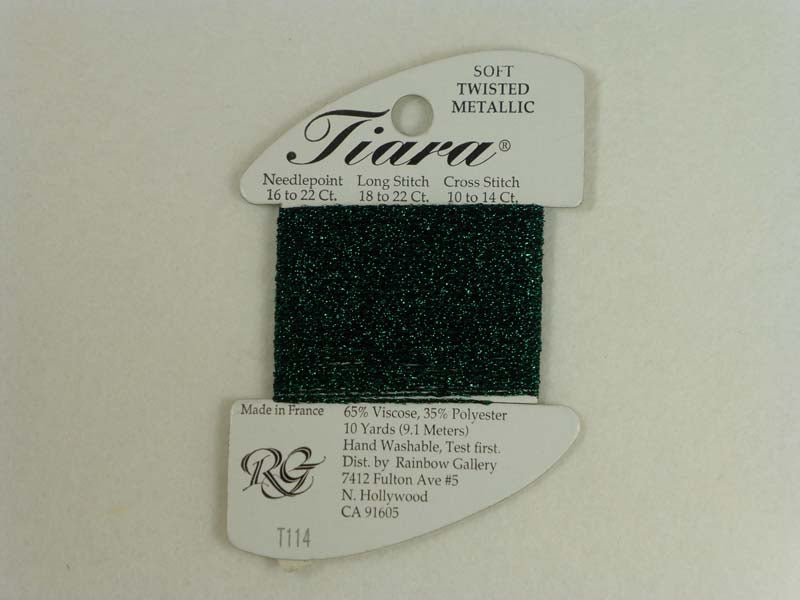 SOFT
TWISTED
METALLIC
Tiara®
Needlepoint Long Stitch Cross Stitch
16 to 22 Ct. 18 to 22 Ct. 10 to 14 Ct.
Made in France
65% Viscose, 35% Polyester
10 Yards (9.1 Meters)
Hand Washable, Test first.
Dist. by Rainbow Gallery
7412 Fulton Ave #5
N. Hollywood
CA 91605
RG
T114